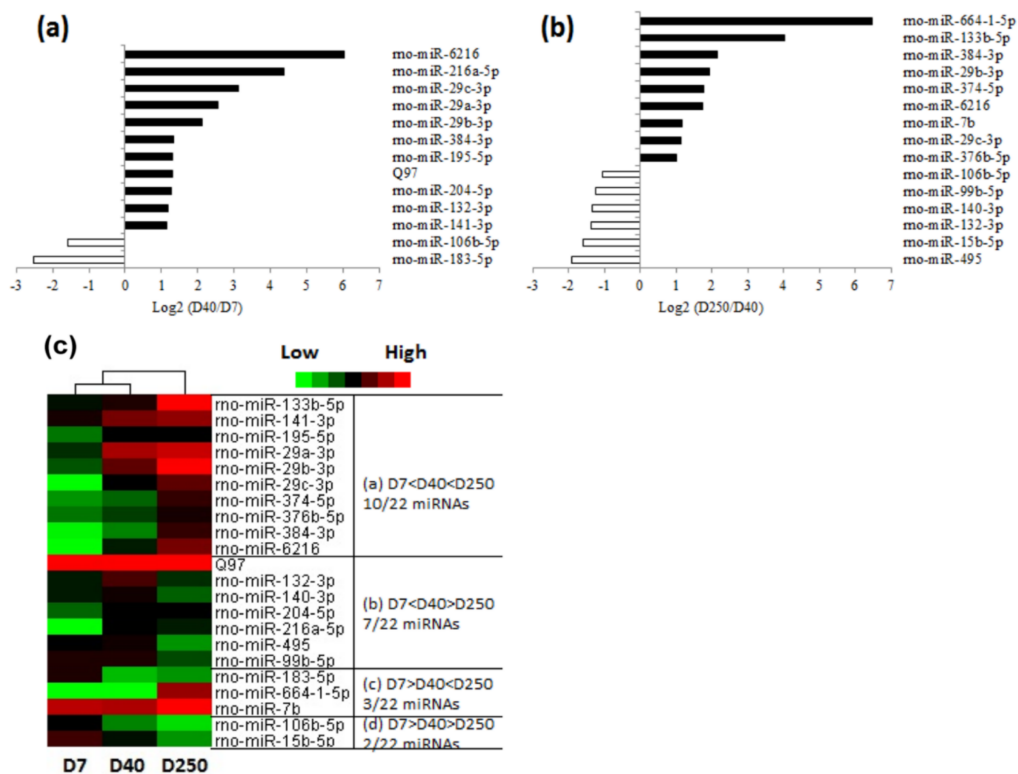 (a)
rno-miR-6216
rno-miR-216a-5p
rno-miR-29c-3p
rno-miR-29a-3p
rno-miR-29b-3p
rno-miR-384-3p
rno-miR-195-5p
Q97
rno-miR-204-5p
rno-miR-132-3p
rno-miR-141-3p
rno-miR-106b-5p
rno-miR-183-5p
-3 -2 -1 0 1 2 3 4 5 6 7
Log2 (D40/D7)
(b)
rno-miR-664-1-5p
rno-miR-133b-5p
rno-miR-384-3p
rno-miR-29b-3p
rno-miR-374-5p
rno-miR-6216
rno-miR-7b
rno-miR-29c-3p
rno-miR-376b-5p
rno-miR-106b-5p
rno-miR-99b-5p
rno-miR-140-3p
rno-miR-132-3p
rno-miR-15b-5p
rno-miR-495
-3 -2 -1 0 1 2 3 4 5 6 7
Log2 (D250/D40)
(c)
Low High
rno-miR-133b-5p
rno-miR-141-3p
rno-miR-195-5p
rno-miR-29a-3p
rno-miR-29b-3p
rno-miR-29c-3p
rno-miR-374-5p
rno-miR-376b-5p
rno-miR-384-3p
rno-miR-6216
(a) D7<D40<D250
10/22 miRNAs
Q97
rno-miR-132-3p
rno-miR-140-3p
rno-miR-204-5p
rno-miR-216a-5p
rno-miR-495
rno-miR-99b-5p
(b) D7<D40>D250
7/22 miRNAs
rno-miR-183-5p
rno-miR-664-1-5p
rno-miR-7b
(c) D7>D40<D250
3/22 miRNAs
rno-miR-106b-5p
rno-miR-15b-5p
(d) D7>D40>D250
2/22 miRNAs
D7 D40 D250